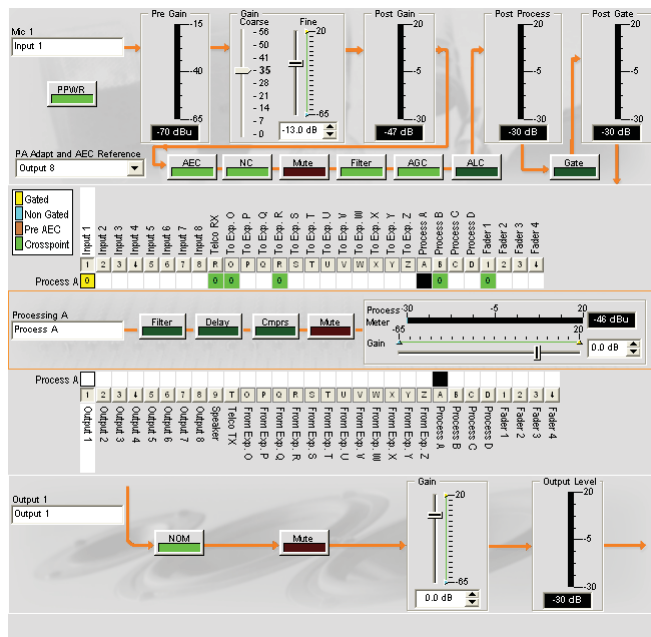 Pre Gain
Gain
Coarse Fine
Post Gain
Post Process
Post Gate
Mic 1
Input 1
PPWR
-15
-40
-65
-70 dBu
- 56
- 50
- 41
- 35
- 28
- 21
- 14
- 7
- 0
20
-65
-13.0 dB
20
-5
-30
-47 dB
20
-5
-30
-30 dB
20
-5
-30
-30 dB
PA Adapt and AEC Reference
Output 8
AEC
NC
Mute
Filter
AGC
ALC
Gate
Gated
Non Gated
Pre AEC
Crosspoint
Input 1
Input 2
Input 3
Input 4
Input 5
Input 6
Input 7
Input 8
Telco RX
To Exp. O
To Exp. P
To Exp. Q
To Exp. R
To Exp. S
To Exp. T
To Exp. U
To Exp. V
To Exp. W
To Exp. X
To Exp. Y
To Exp. Z
Process A
Process B
Process C
Process D
Fader 1
Fader 2
Fader 3
Fader 4
1 2 3 4 5 6 7 8 R O P Q R S T U V W X Y Z A B C D 1 2 3 4
Process A 0 0 0 0 0 0
Processing A
Process A
Filter
Delay
Cmprs
Mute
Process
Meter
-30
-5
20
-46 dBu
Gain
-65
20
0.0 dB
Process A
1 2 3 4 5 6 7 8 9 T O P Q R S T U V W X Y Z A B C D 1 2 3 4
Output 1
Output 2
Output 3
Output 4
Output 5
Output 6
Output 7
Output 8
Speaker
Telco TX
From Exp. O
From Exp. P
From Exp. Q
From Exp. R
From Exp. S
From Exp. T
From Exp. U
From Exp. V
From Exp. W
From Exp. X
From Exp. Y
From Exp. Z
Process A
Process B
Process C
Process D
Fader 1
Fader 2
Fader 3
Fader 4
Output 1
Output 1
NOM
Mute
Gain
20
-65
0.0 dB
Output Level
20
-5
-30
-30 dB